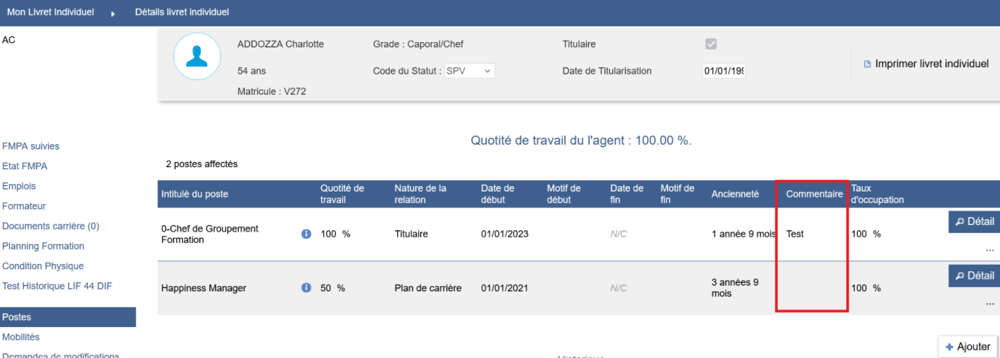 Mon Livret Individuel
Détails livret individuel
AC
ADDOZZA Charlotte
Grade : Caporal/Chef
Titulaire
54 ans
Code du Statut : SPV
Date de Titularisation
01/01/199
Imprimer livret individuel
Matricule : V272
FMPA suivies
Etat FMPA
Emplois
Formateur
Documents carrière (0)
Planning Formation
Condition Physique
Test Historique LIF 44 DIF
Postes
Mobilités
Demandes de modifications
Quotité de travail du l'agent : 100.00 %.
2 postes affectés
Intitulé du poste
Quotité de travail
Nature de la relation
Date de début
Motif de début
Date de fin
Motif de fin
Ancienneté
Commentaire
Taux d'occupation
0-Chef de Groupement Formation
100 %
Titulaire
01/01/2023
N/C
1 année 9 mois
Test
100 %
Détail
...
Happiness Manager
50 %
Plan de carrière
01/01/2021
N/C
3 années 9 mois
100 %
Détail
...
Ajouter
Historique